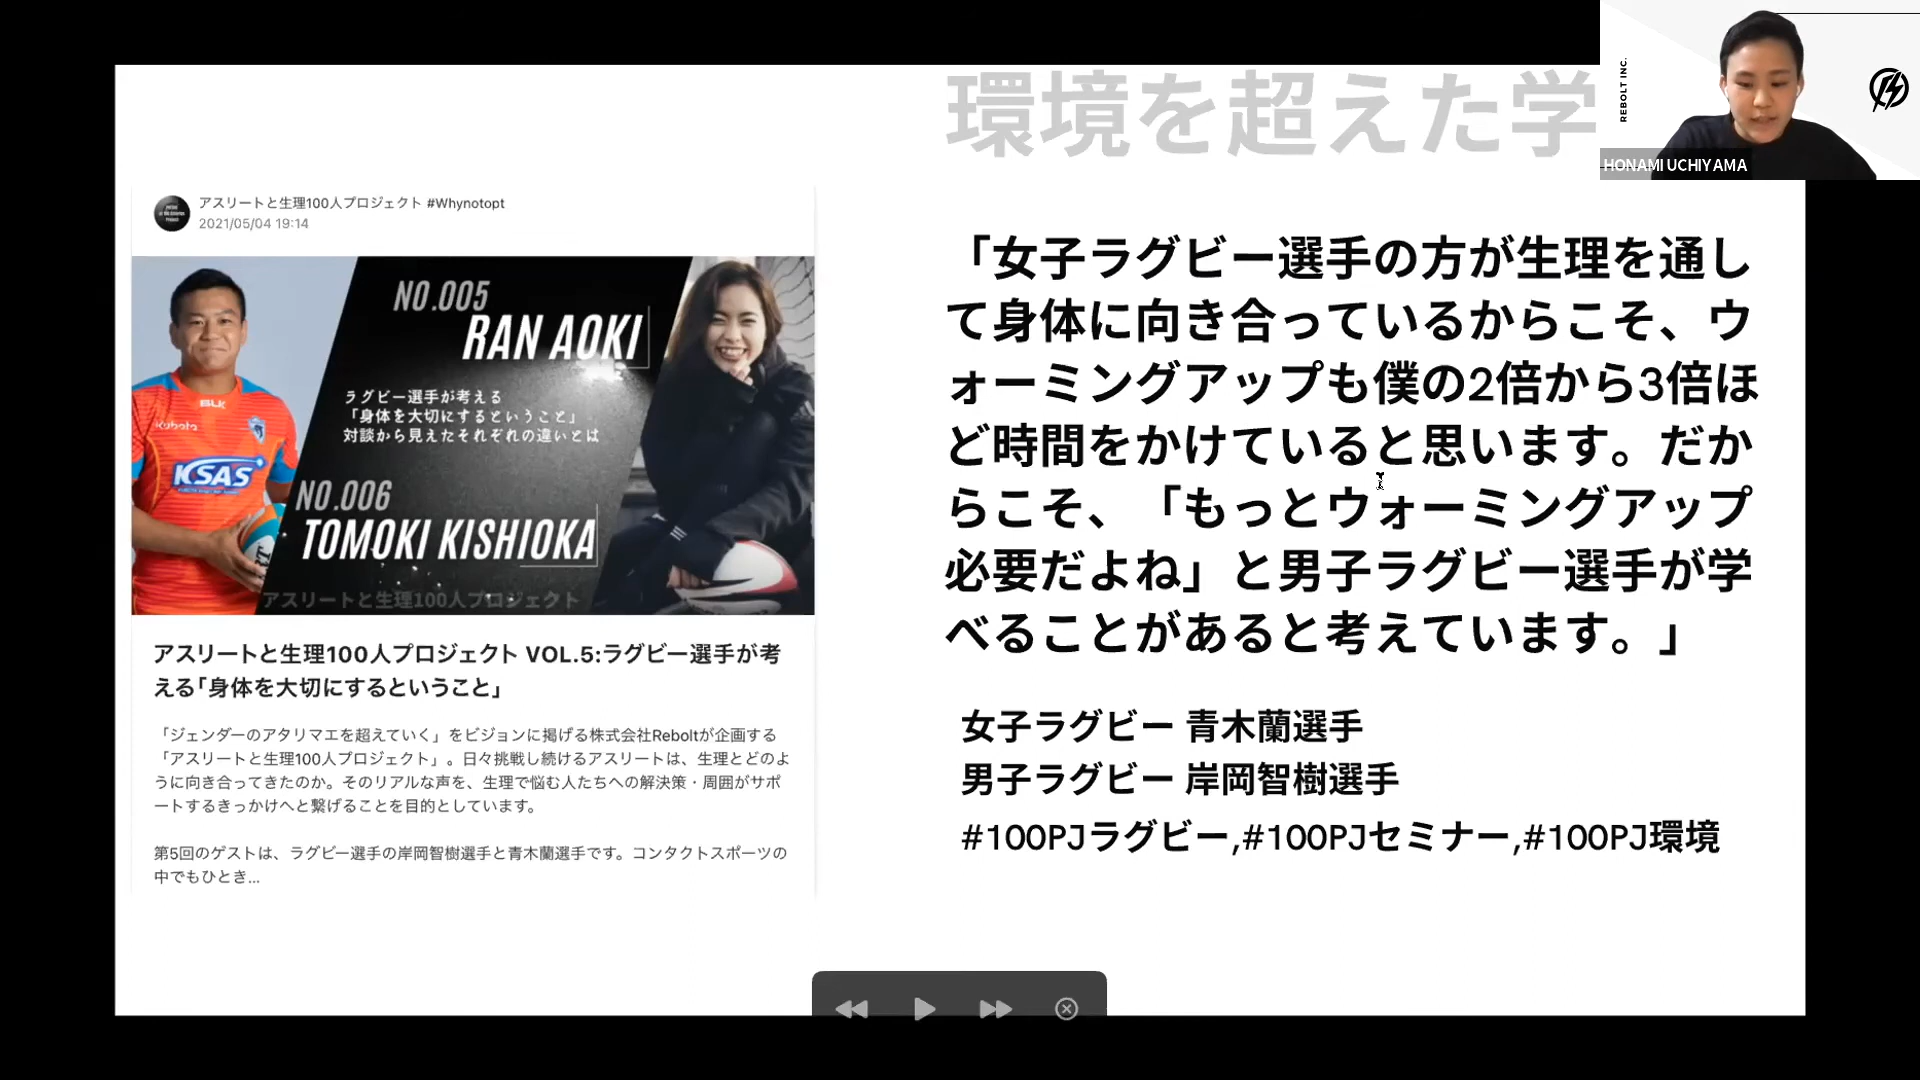 環境を超えた学
REBOLT INC.
HONAMI UCHIYAMA
アスリートと生理100人プロジェクト #Whynotopt
2021/05/04 19:14
NO.005
RAN AOKI
ラグビー選手が考える
「身体を大切にするということ」
対談から見えたそれぞれの違いとは
NO.006
TOMOKI KISHIOKA
アスリートと生理100人プロジェクト
BLK
Kubota
KSAS
アスリートと生理100人プロジェクト VOL.5:ラグビー選手が考
える「身体を大切にするということ」
「ジェンダーのアタリマエを超えていく」をビジョンに掲げる株式会社Reboltが企画する
「アスリートと生理100人プロジェクト」。日々挑戦し続けるアスリートは、生理とどのよ
うに向き合ってきたのか。そのリアルな声を、生理で悩む人たちへの解決策・周囲がサポ
ートするきっかけへと繋げることを目的としています。
第5回のゲストは、ラグビー選手の岸岡智樹選手と青木蘭選手です。コンタクトスポーツの
中でもひとき...
「女子ラグビー選手の方が生理を通し
て身体に向き合っているからこそ、ウ
ォーミングアップも僕の2倍から3倍ほ
ど時間をかけていると思います。だか
らこそ、「もっとウォーミングアップ
必要だよね」と男子ラグビー選手が学
べることがあると考えています。」
女子ラグビー 青木蘭選手
男子ラグビー 岸岡智樹選手
#100PJラグビー,#100PJセミナー,#100PJ環境